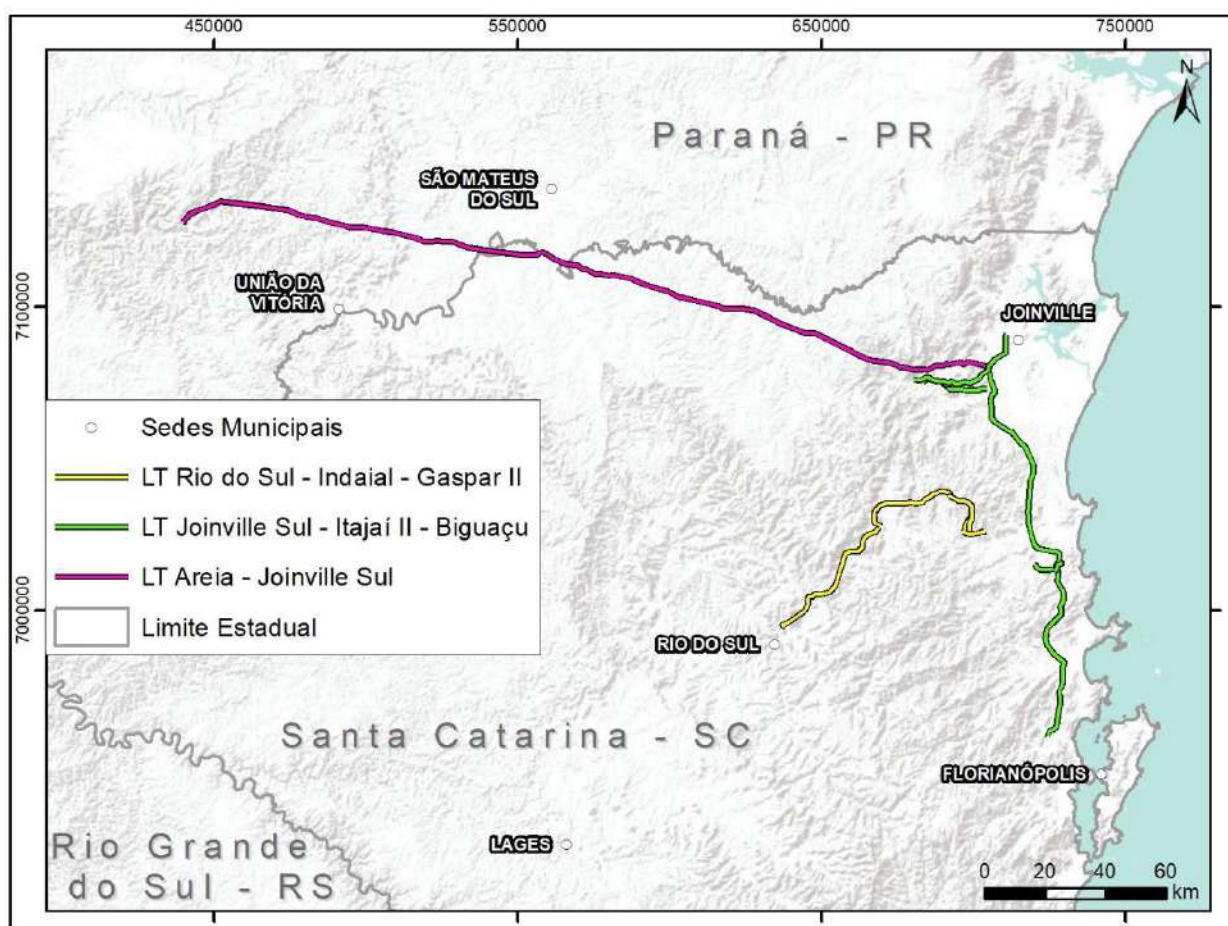 450000 550000 650000 750000
N
Paraná - PR
SÃO MATEUS
DO SUL
UNIÃO DA
VITÓRIA
7100000
JOINVILLE
Sedes Municipais
LT Rio do Sul - Indaial - Gaspar II
LT Joinville Sul - Itajaí II - Biguaçu
LT Areia - Joinville Sul
Limite Estadual
7000000
RIO DO SUL
Santa Catarina - SC
FLORIANÓPOLIS
LAGES
Rio Grande
do Sul - RS
0 20 40 60
km